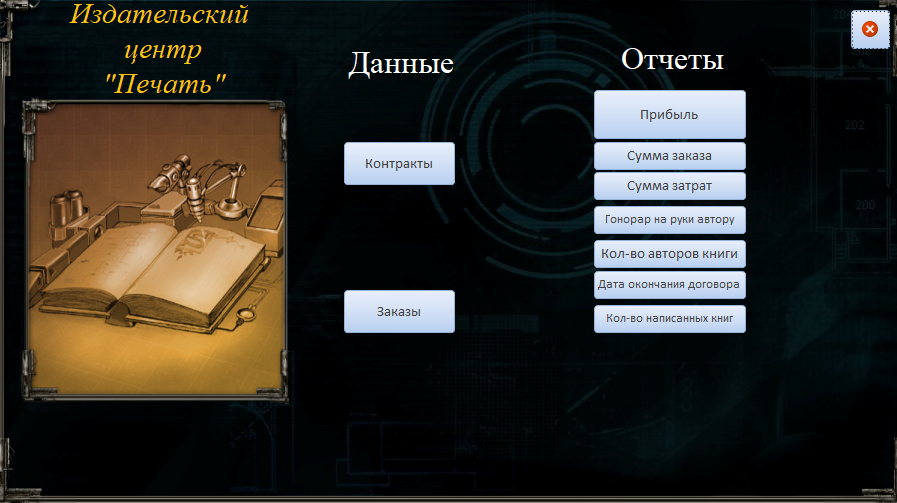 Издательский
центр
"Печать"
Данные
Контракты
Заказы
Отчеты
Прибыль
Сумма заказа
Сумма затрат
Гонорар на руки автору
Кол-во авторов книги
Дата окончания договора
Кол-во написанных книг
202
200